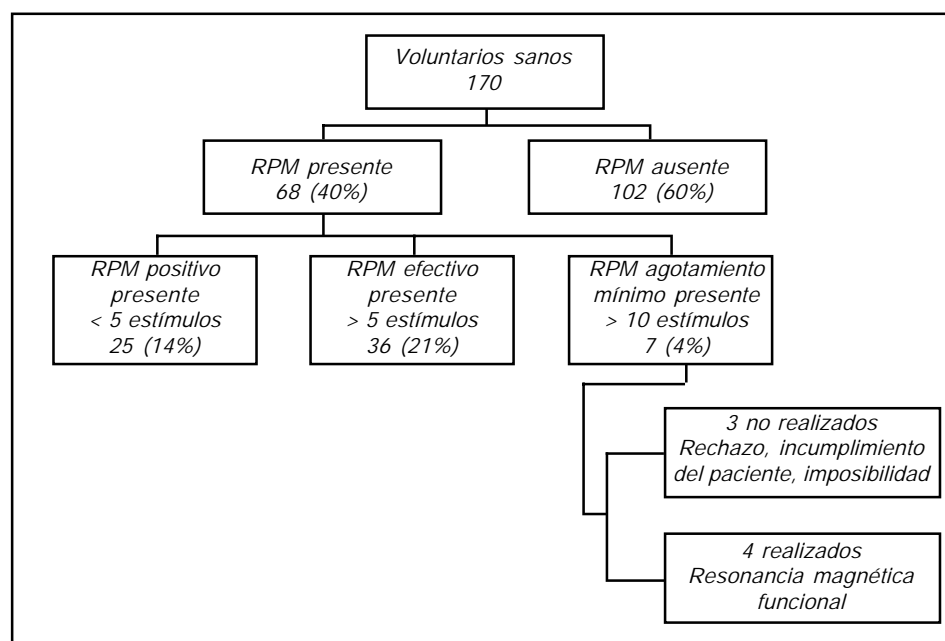 Voluntarios sanos
170
RPM presente
68 (40%)
RPM ausente
102 (60%)
RPM positivo
presente
< 5 estímulos
25 (14%)
RPM efectivo
presente
> 5 estímulos
36 (21%)
RPM agotamiento
mínimo presente
> 10 estímulos
7 (4%)
3 no realizados
Rechazo, incumplimiento
del paciente, imposibilidad
4 realizados
Resonancia magnética
funcional